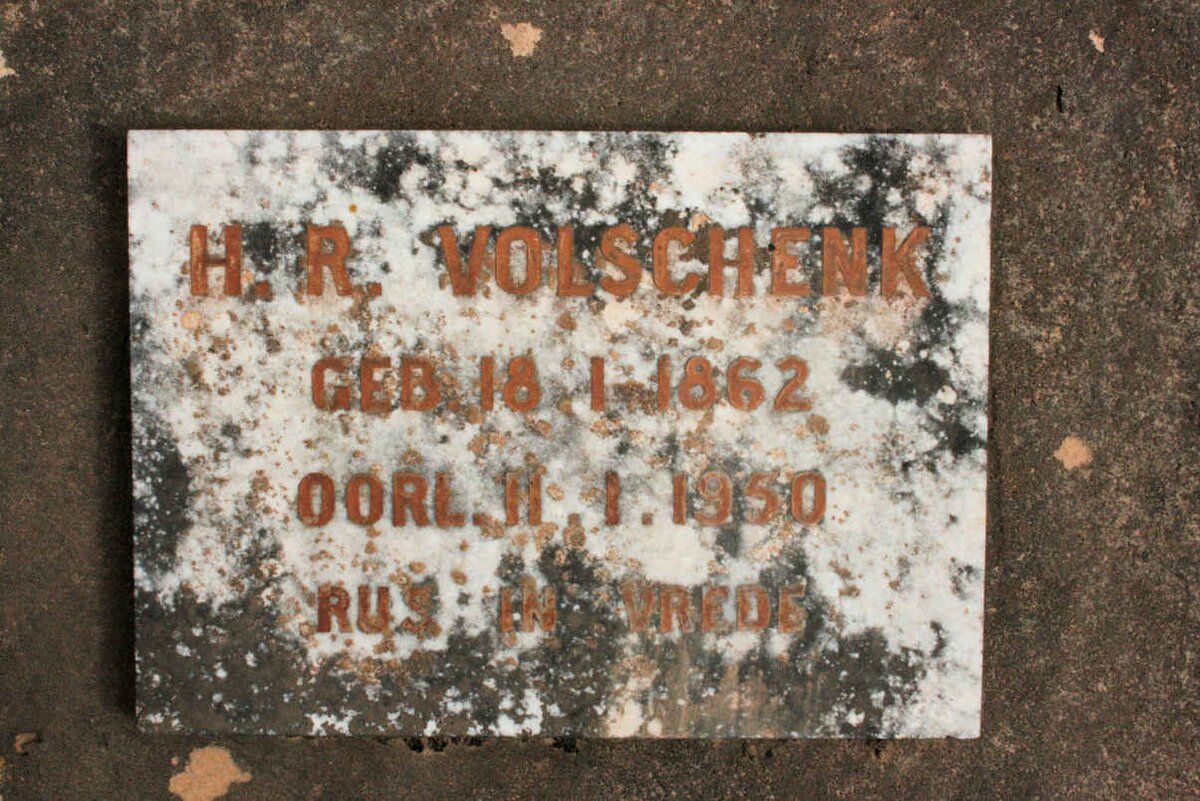 H. R. VOLSCHENK
GEB. 18.1-1862
OORL. 11.1.1950
RUS IN VREDE